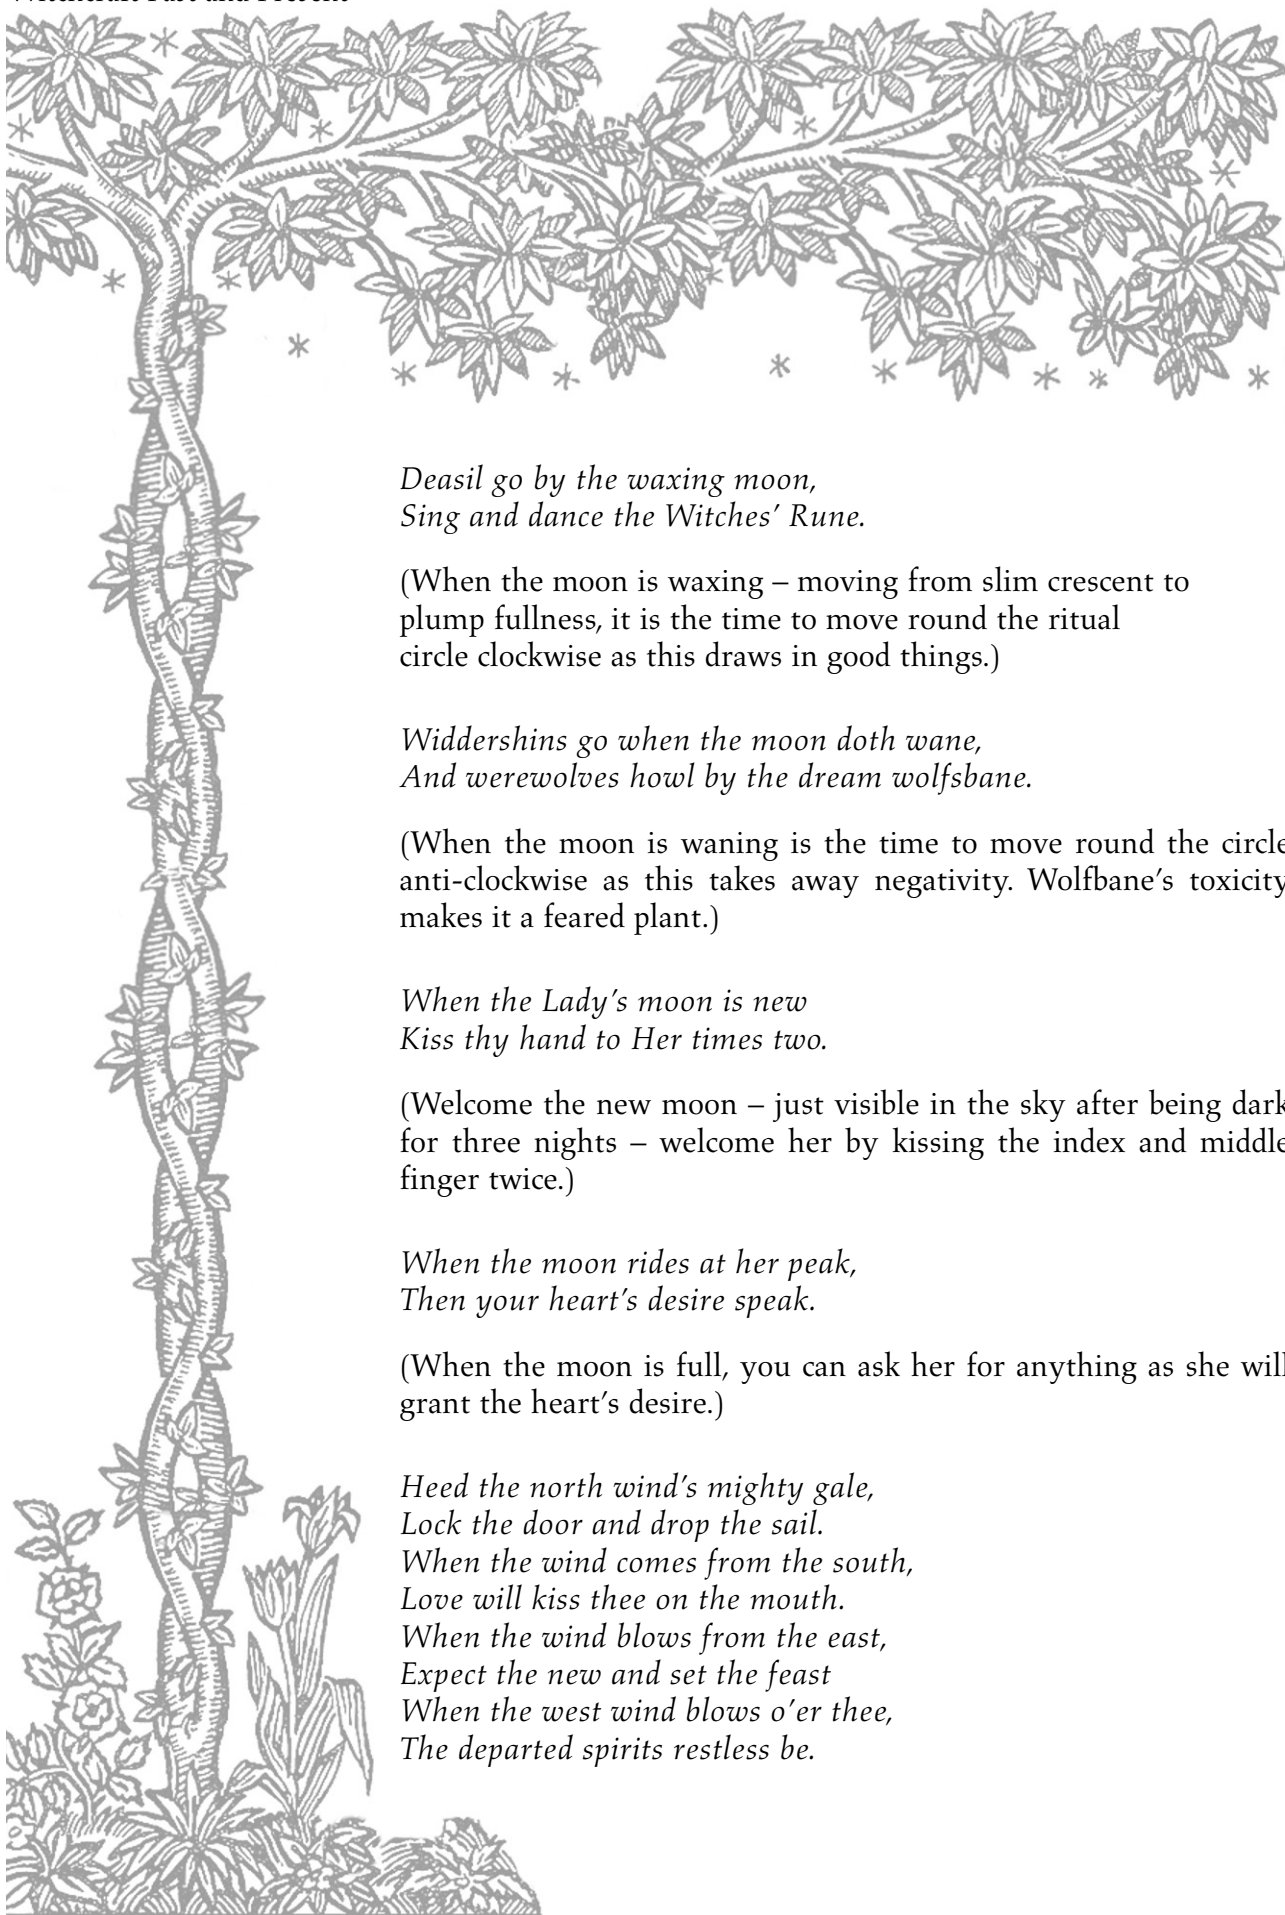 Witchcraft Past and Present
Deasil go by the waxing moon,
Sing and dance the Witches’ Rune.
(When the moon is waxing – moving from slim crescent to
plump fullness, it is the time to move round the ritual
circle clockwise as this draws in good things.)
Widdershins go when the moon doth wane,
And werewolves howl by the dream wolfsbane.
(When the moon is waning is the time to move round the circle
anti-clockwise as this takes away negativity. Wolfbane’s toxicity
makes it a feared plant.)
When the Lady’s moon is new
Kiss thy hand to Her times two.
(Welcome the new moon – just visible in the sky after being dark
for three nights – welcome her by kissing the index and middle
finger twice.)
When the moon rides at her peak,
Then your heart’s desire speak.
(When the moon is full, you can ask her for anything as she will
grant the heart’s desire.)
Heed the north wind’s mighty gale,
Lock the door and drop the sail.
When the wind comes from the south,
Love will kiss thee on the mouth.
When the wind blows from the east,
Expect the new and set the feast
When the west wind blows o’er thee,
The departed spirits restless be.